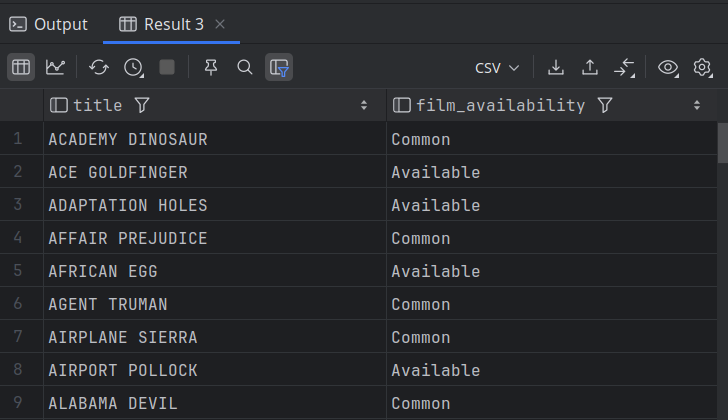 Output Result 3
CSV
title film_availability
1 ACADEMY DINOSAUR Common
2 ACE GOLDFINGER Available
3 ADAPTATION HOLES Available
4 AFFAIR PREJUDICE Common
5 AFRICAN EGG Available
6 AGENT TRUMAN Common
7 AIRPLANE SIERRA Common
8 AIRPORT POLLOCK Available
9 ALABAMA DEVIL Common